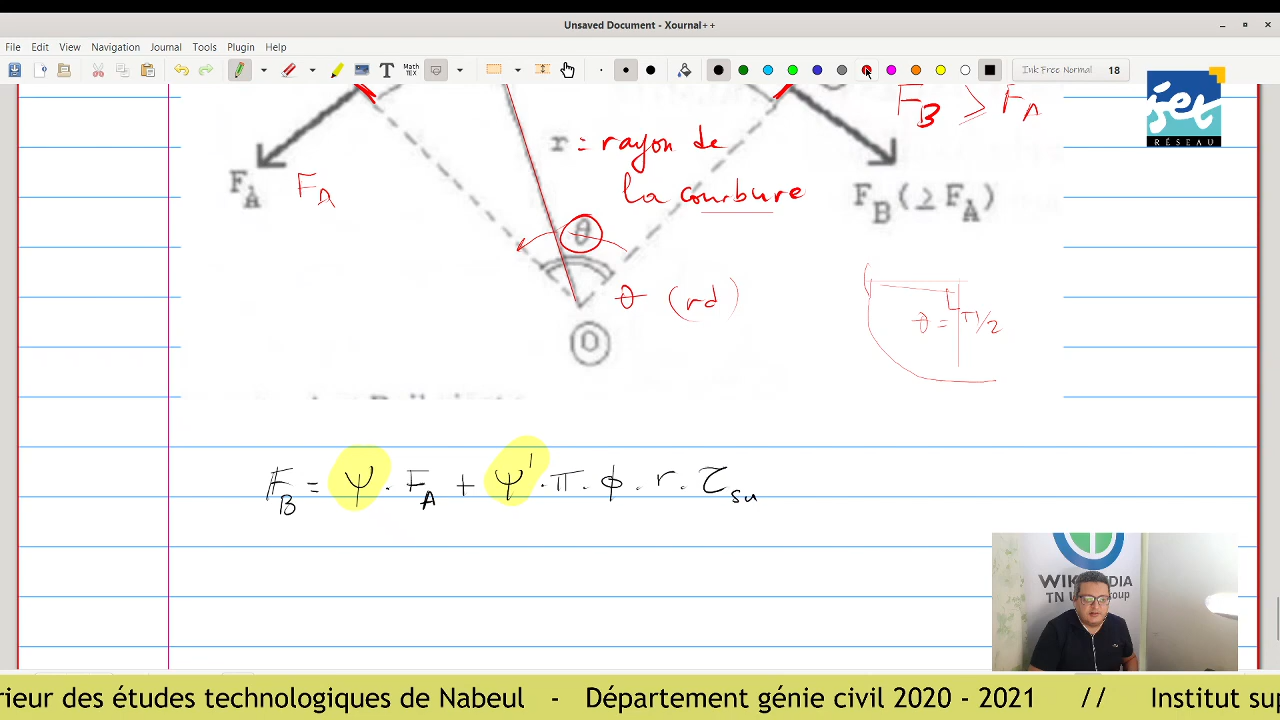 Unsaved Document - Xournal++
File Edit View Navigation Journal Tools Plugin Help
Ink Free Normal 18
iset
RÉSEAU
F_B > F_A
r = rayon de
la courbure
F_A F_A
F_B (≥ F_A)
θ
θ (rd)
θ = π/2
O
F_B = ψ . F_A + ψ' . π . φ . r . τ_su
TN
rieur des études technologiques de Nabeul - Département génie civil 2020 - 2021 // Institut sup